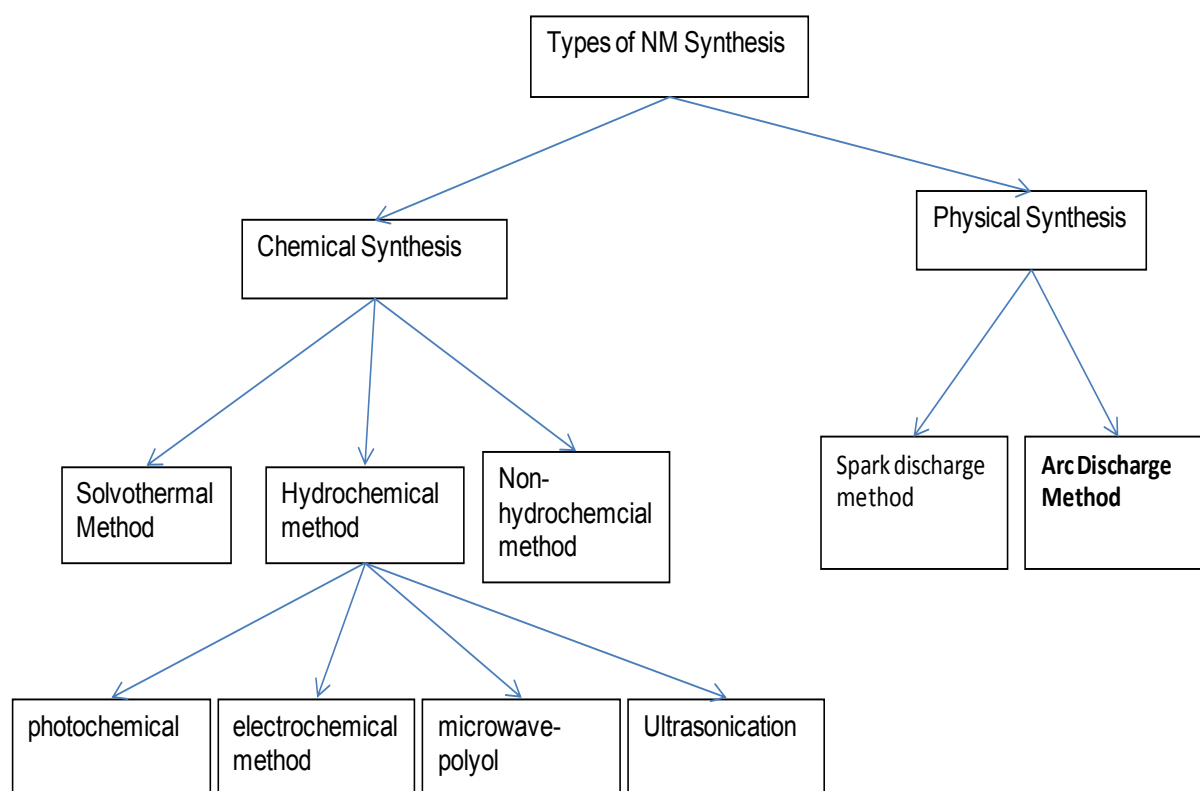 Types of NM Synthesis
Chemical Synthesis
Physical Synthesis
Solvothermal
Method
Hydrochemical
method
Non-
hydrochemcial
method
Spark discharge
method
Arc Discharge
Method
photochemical
electrochemical
method
microwave-
polyol
Ultrasonication